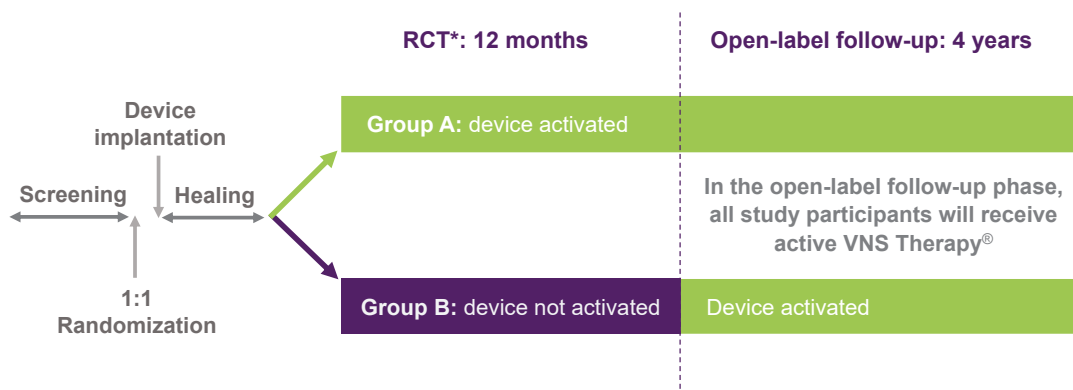 RCT*: 12 months
Open-label follow-up: 4 years
Device
implantation
Group A: device activated
Screening
Healing
In the open-label follow-up phase,
all study participants will receive
active VNS Therapy®
1:1
Randomization
Group B: device not activated
Device activated